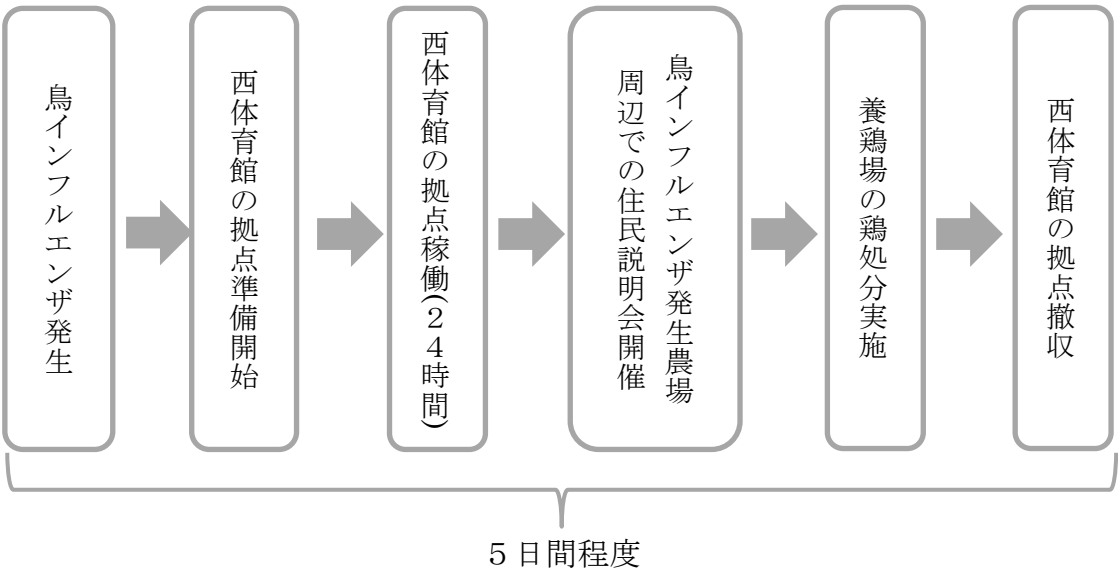 鳥インフルエンザ発生
西体育館の拠点準備開始
西体育館の拠点稼働(２４時間)
鳥インフルエンザ発生農場
周辺での住民説明会開催
養鶏場の鶏処分実施
西体育館の拠点撤収
５日間程度